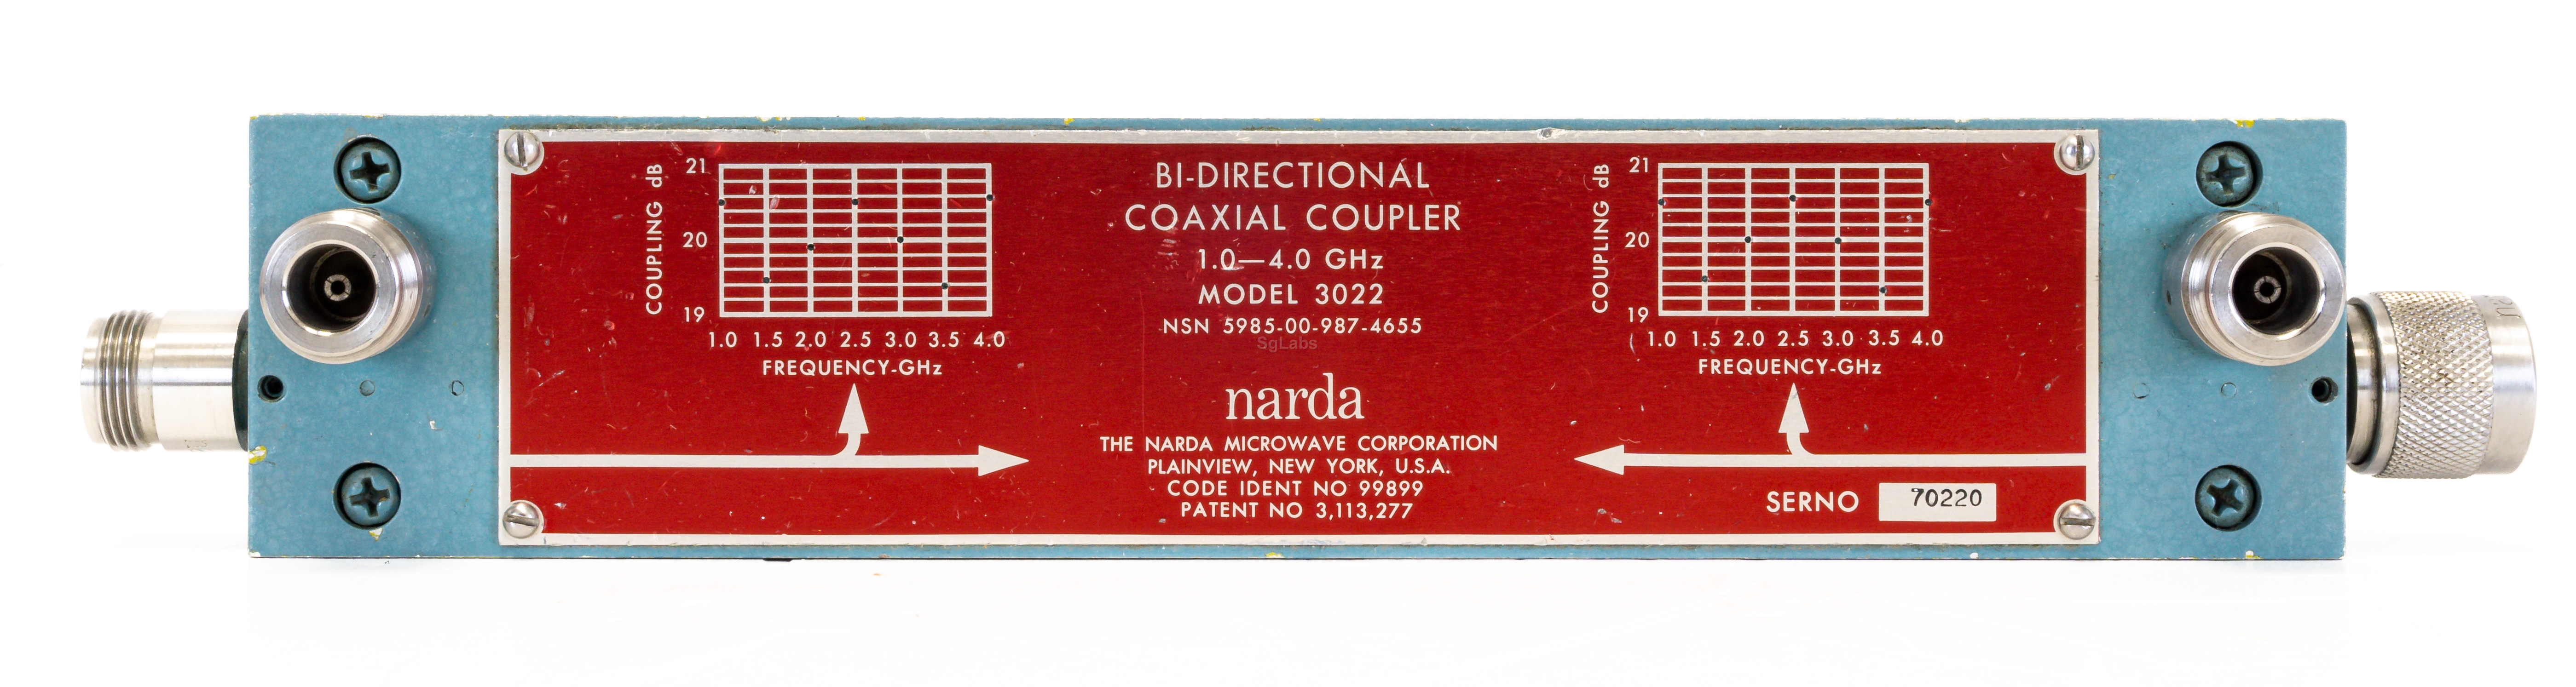 COUPLING dB
21
20
19
1.0 1.5 2.0 2.5 3.0 3.5 4.0
FREQUENCY-GHz
BI-DIRECTIONAL
COAXIAL COUPLER
1.0—4.0 GHz
MODEL 3022
NSN 5985-00-987-4655
SgLabs
narda
THE NARDA MICROWAVE CORPORATION
PLAINVIEW, NEW YORK, U.S.A.
CODE IDENT NO 99899
PATENT NO 3,113,277
COUPLING dB
21
20
19
1.0 1.5 2.0 2.5 3.0 3.5 4.0
FREQUENCY-GHz
SERNO 70220